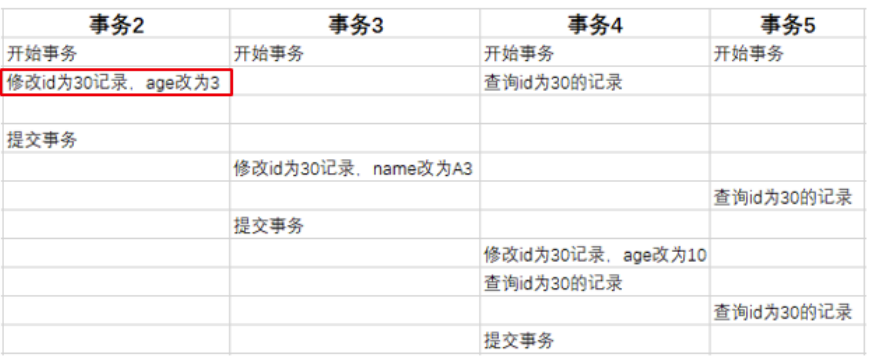 事务2 事务3 事务4 事务5
开始事务 开始事务 开始事务 开始事务
修改id为30记录，age改为3 查询id为30的记录
提交事务
修改id为30记录，name改为A3
查询id为30的记录
提交事务
修改id为30记录，age改为10
查询id为30的记录
查询id为30的记录
提交事务